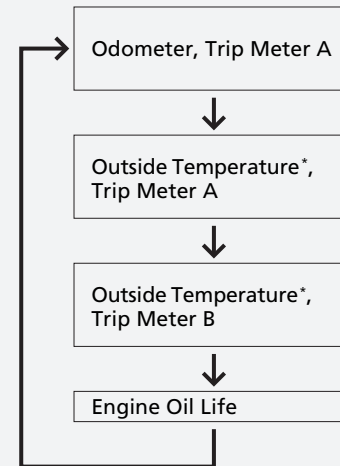 Odometer, Trip Meter A
Outside Temperature*,
Trip Meter A
Outside Temperature*,
Trip Meter B
Engine Oil Life